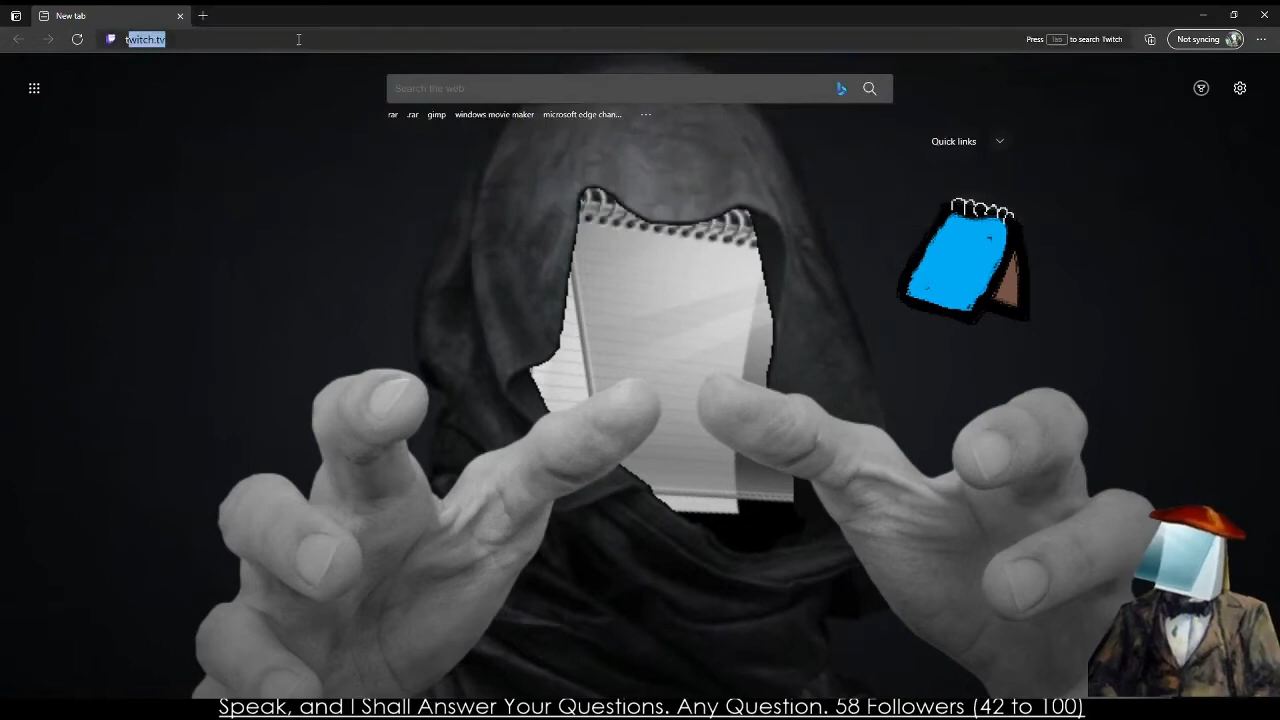 New tab
twitch.tv
Press Tab to search Twitch
Not syncing
Search the web
rar .rar gimp windows movie maker microsoft edge chan...
Quick links
Speak, and I Shall Answer Your Questions. Any Question. 58 Followers (42 to 100)